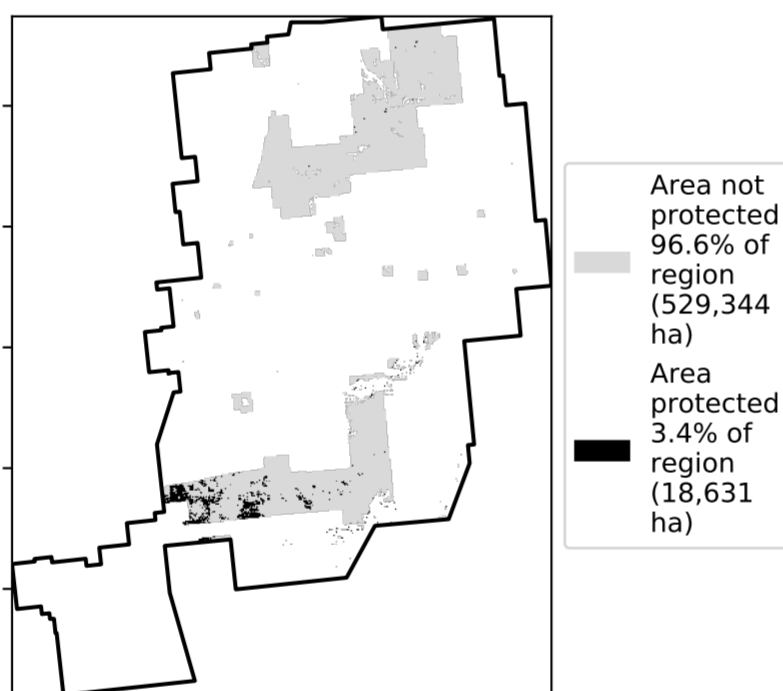 Area not
protected
96.6% of
region
(529,344
ha)
Area
protected
3.4% of
region
(18,631
ha)